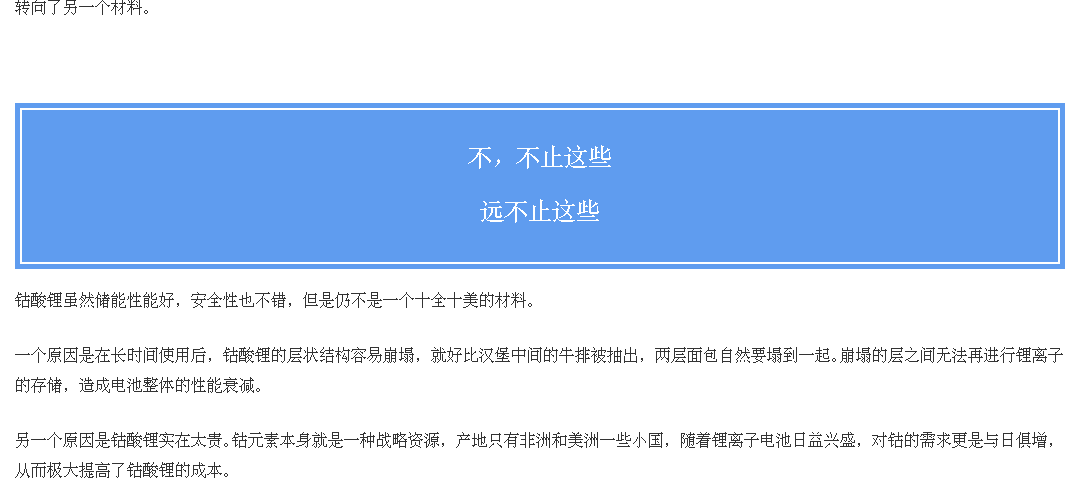 转向了另一个材料。
不，不止这些
远不止这些
钴酸锂虽然储能性能好，安全性也不错，但是仍不是一个十全十美的材料。
一个原因是在长时间使用后，钴酸锂的层状结构容易崩塌，就好比汉堡中间的牛排被抽出，两层面包自然要塌到一起。崩塌的层之间无法再进行锂离子
的存储，造成电池整体的性能衰减。
另一个原因是钴酸锂实在太贵。钴元素本身就是一种战略资源，产地只有非洲和美洲一些小国，随着锂离子电池日益兴盛，对钴的需求更是与日俱增，
从而极大提高了钴酸锂的成本。